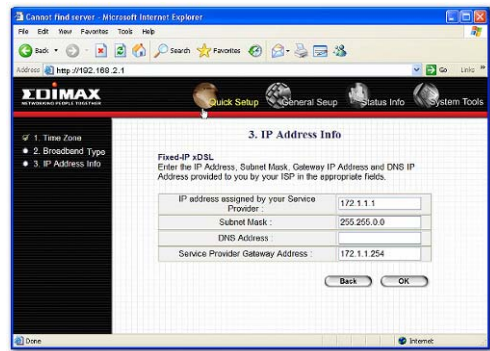 Cannot find server - Microsoft Internet Explorer
File Edit View Favorites Tools Help
Back Search Favorites
Address http://192.168.2.1 Go Links »
EDIMAX
NETWORKING PEOPLE TOGETHER
Quick Setup General Seup Status Info System Tools
1. Time Zone
2. Broadband Type
3. IP Address Info
3. IP Address Info
Fixed-IP xDSL
Enter the IP Address, Subnet Mask, Gateway IP Address and DNS IP
Address provided to you by your ISP in the appropriate fields.
IP address assigned by your Service
Provider : 172.1.1.1
Subnet Mask : 255.255.0.0
DNS Address :
Service Provider Gateway Address : 172.1.1.254
Back OK
Done Internet